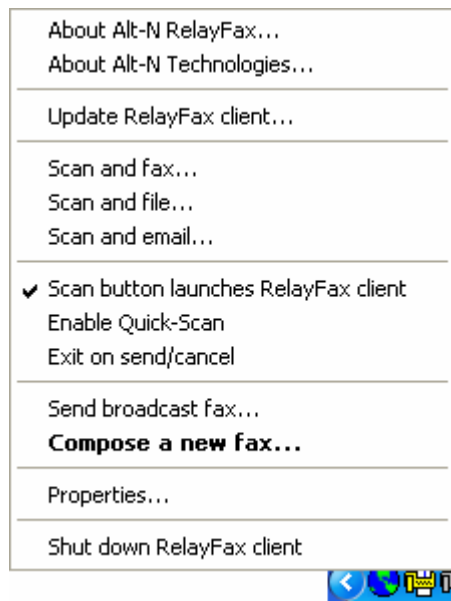 About Alt-N RelayFax...
About Alt-N Technologies...
Update RelayFax client...
Scan and fax...
Scan and file...
Scan and email...
Scan button launches RelayFax client
Enable Quick-Scan
Exit on send/cancel
Send broadcast fax...
Compose a new fax...
Properties...
Shut down RelayFax client